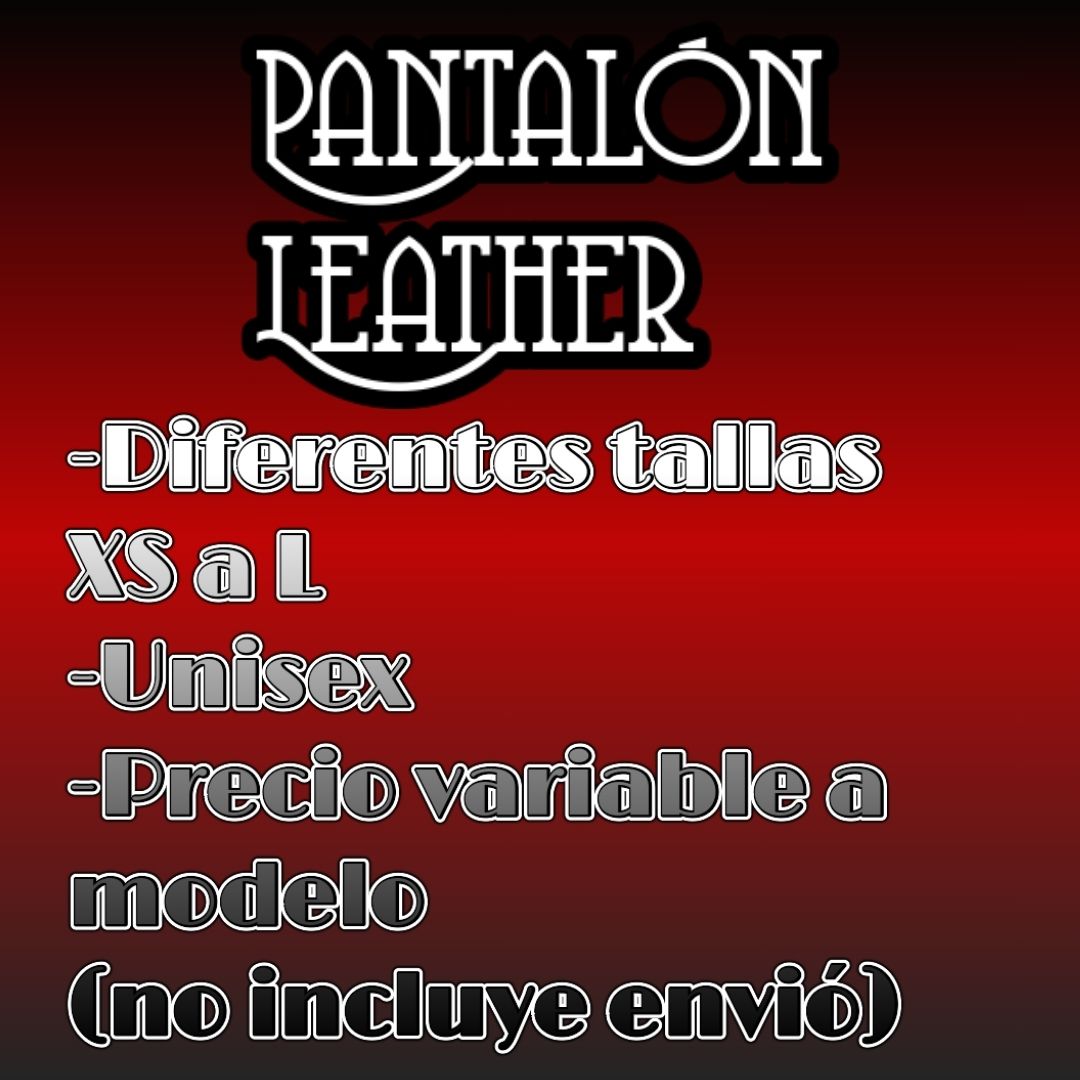 PANTALÓN
LEATHER
-Diferentes tallas
XS a L
-Unisex
-Precio variable a
modelo
(no incluye envió)